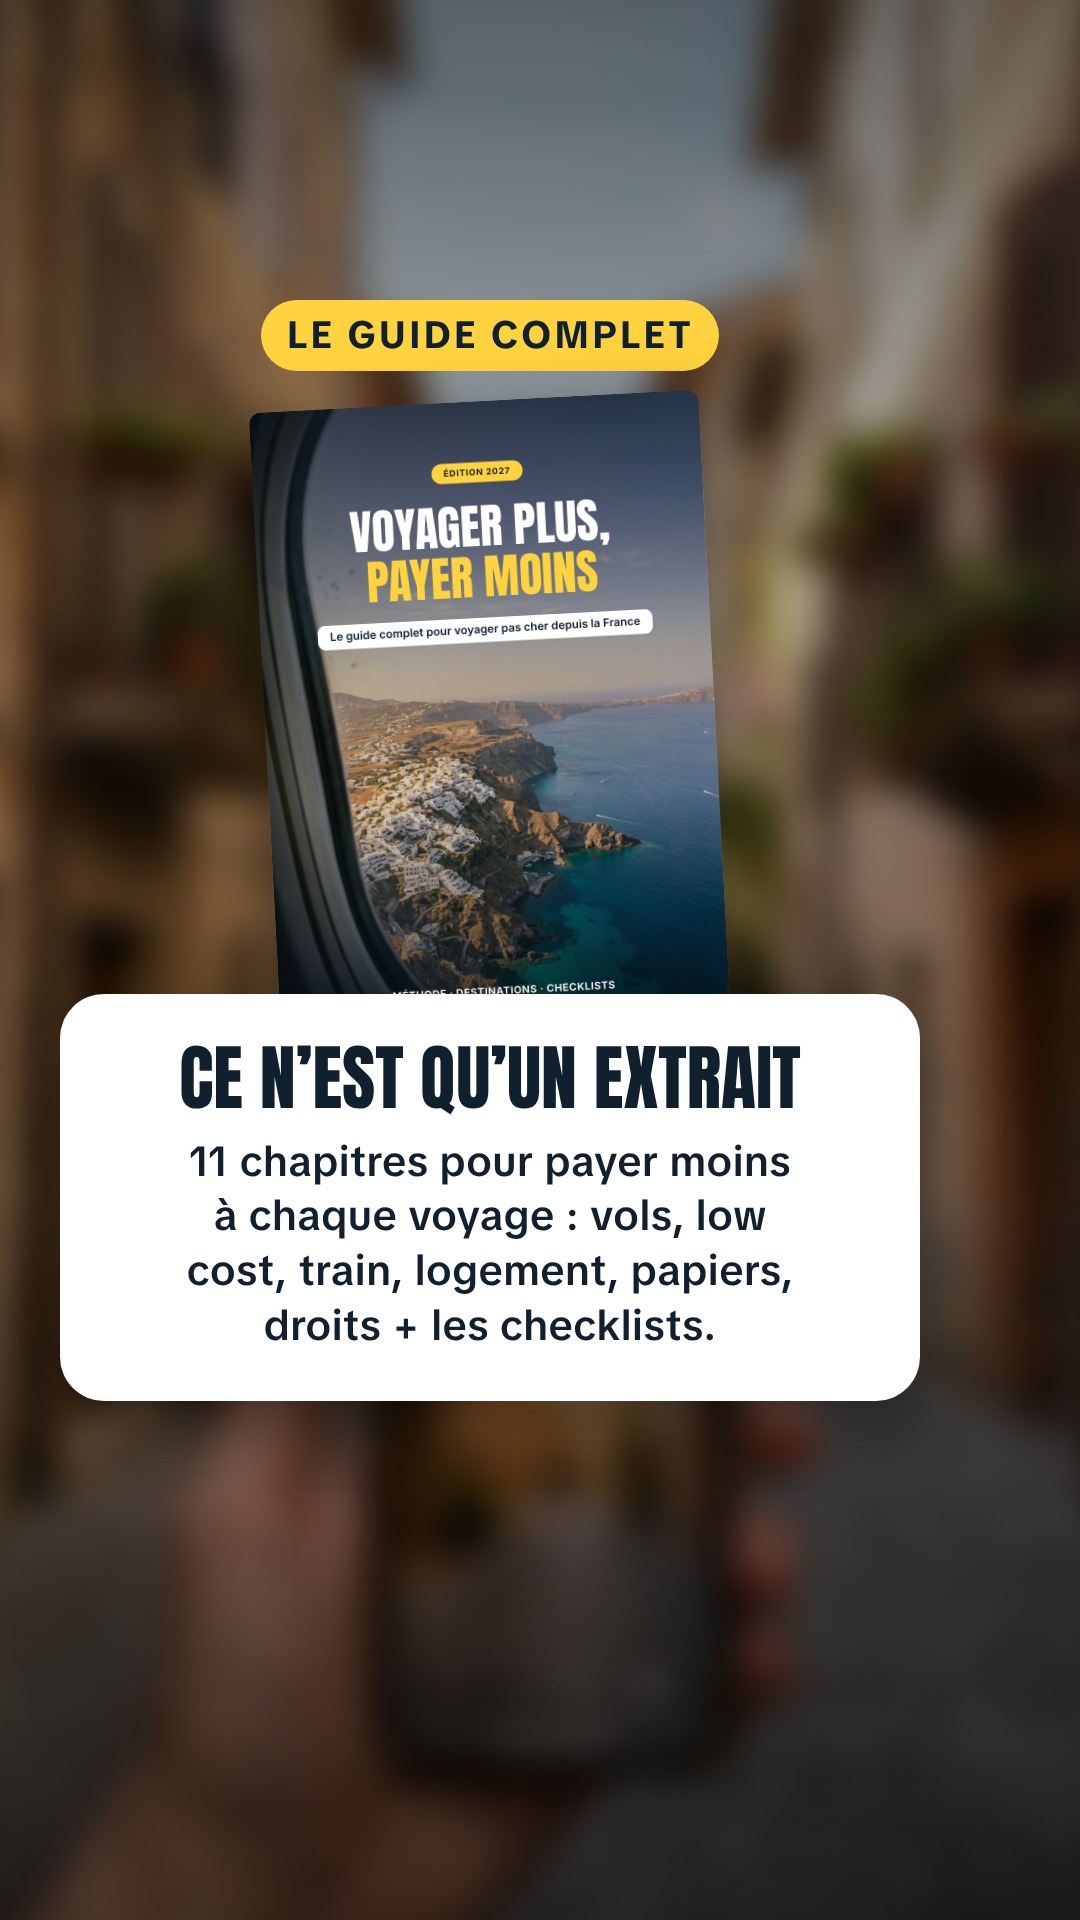 LE GUIDE COMPLET
ÉDITION 2027
VOYAGER PLUS,
PAYER MOINS
Le guide complet pour voyager pas cher depuis la France
MÉTHODE · DESTINATIONS · CHECKLISTS
CE N’EST QU’UN EXTRAIT
11 chapitres pour payer moins
à chaque voyage : vols, low
cost, train, logement, papiers,
droits + les checklists.